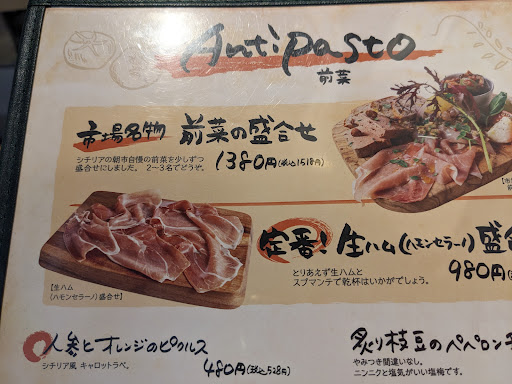 Antipasto
前菜
市場名物 前菜の盛合せ
シチリアの朝市自慢の前菜を少しずつ
盛合せにしました。 2〜3名でどうぞ。
1380円(税込1518円)
定番! 生ハム(ハモンセラーノ)盛合
とりあえず生ハムと
スプマンテで乾杯はいかがでしょう。
980円
【生ハム
(ハモンセラーノ)盛合せ】
人参とオレンジのピクルス
シチリア風 キャロットラペ。
480円(税込528円)
炙り枝豆のペペロンチ
やみつき間違いなし。
ニンニクと塩気がいい塩梅です。